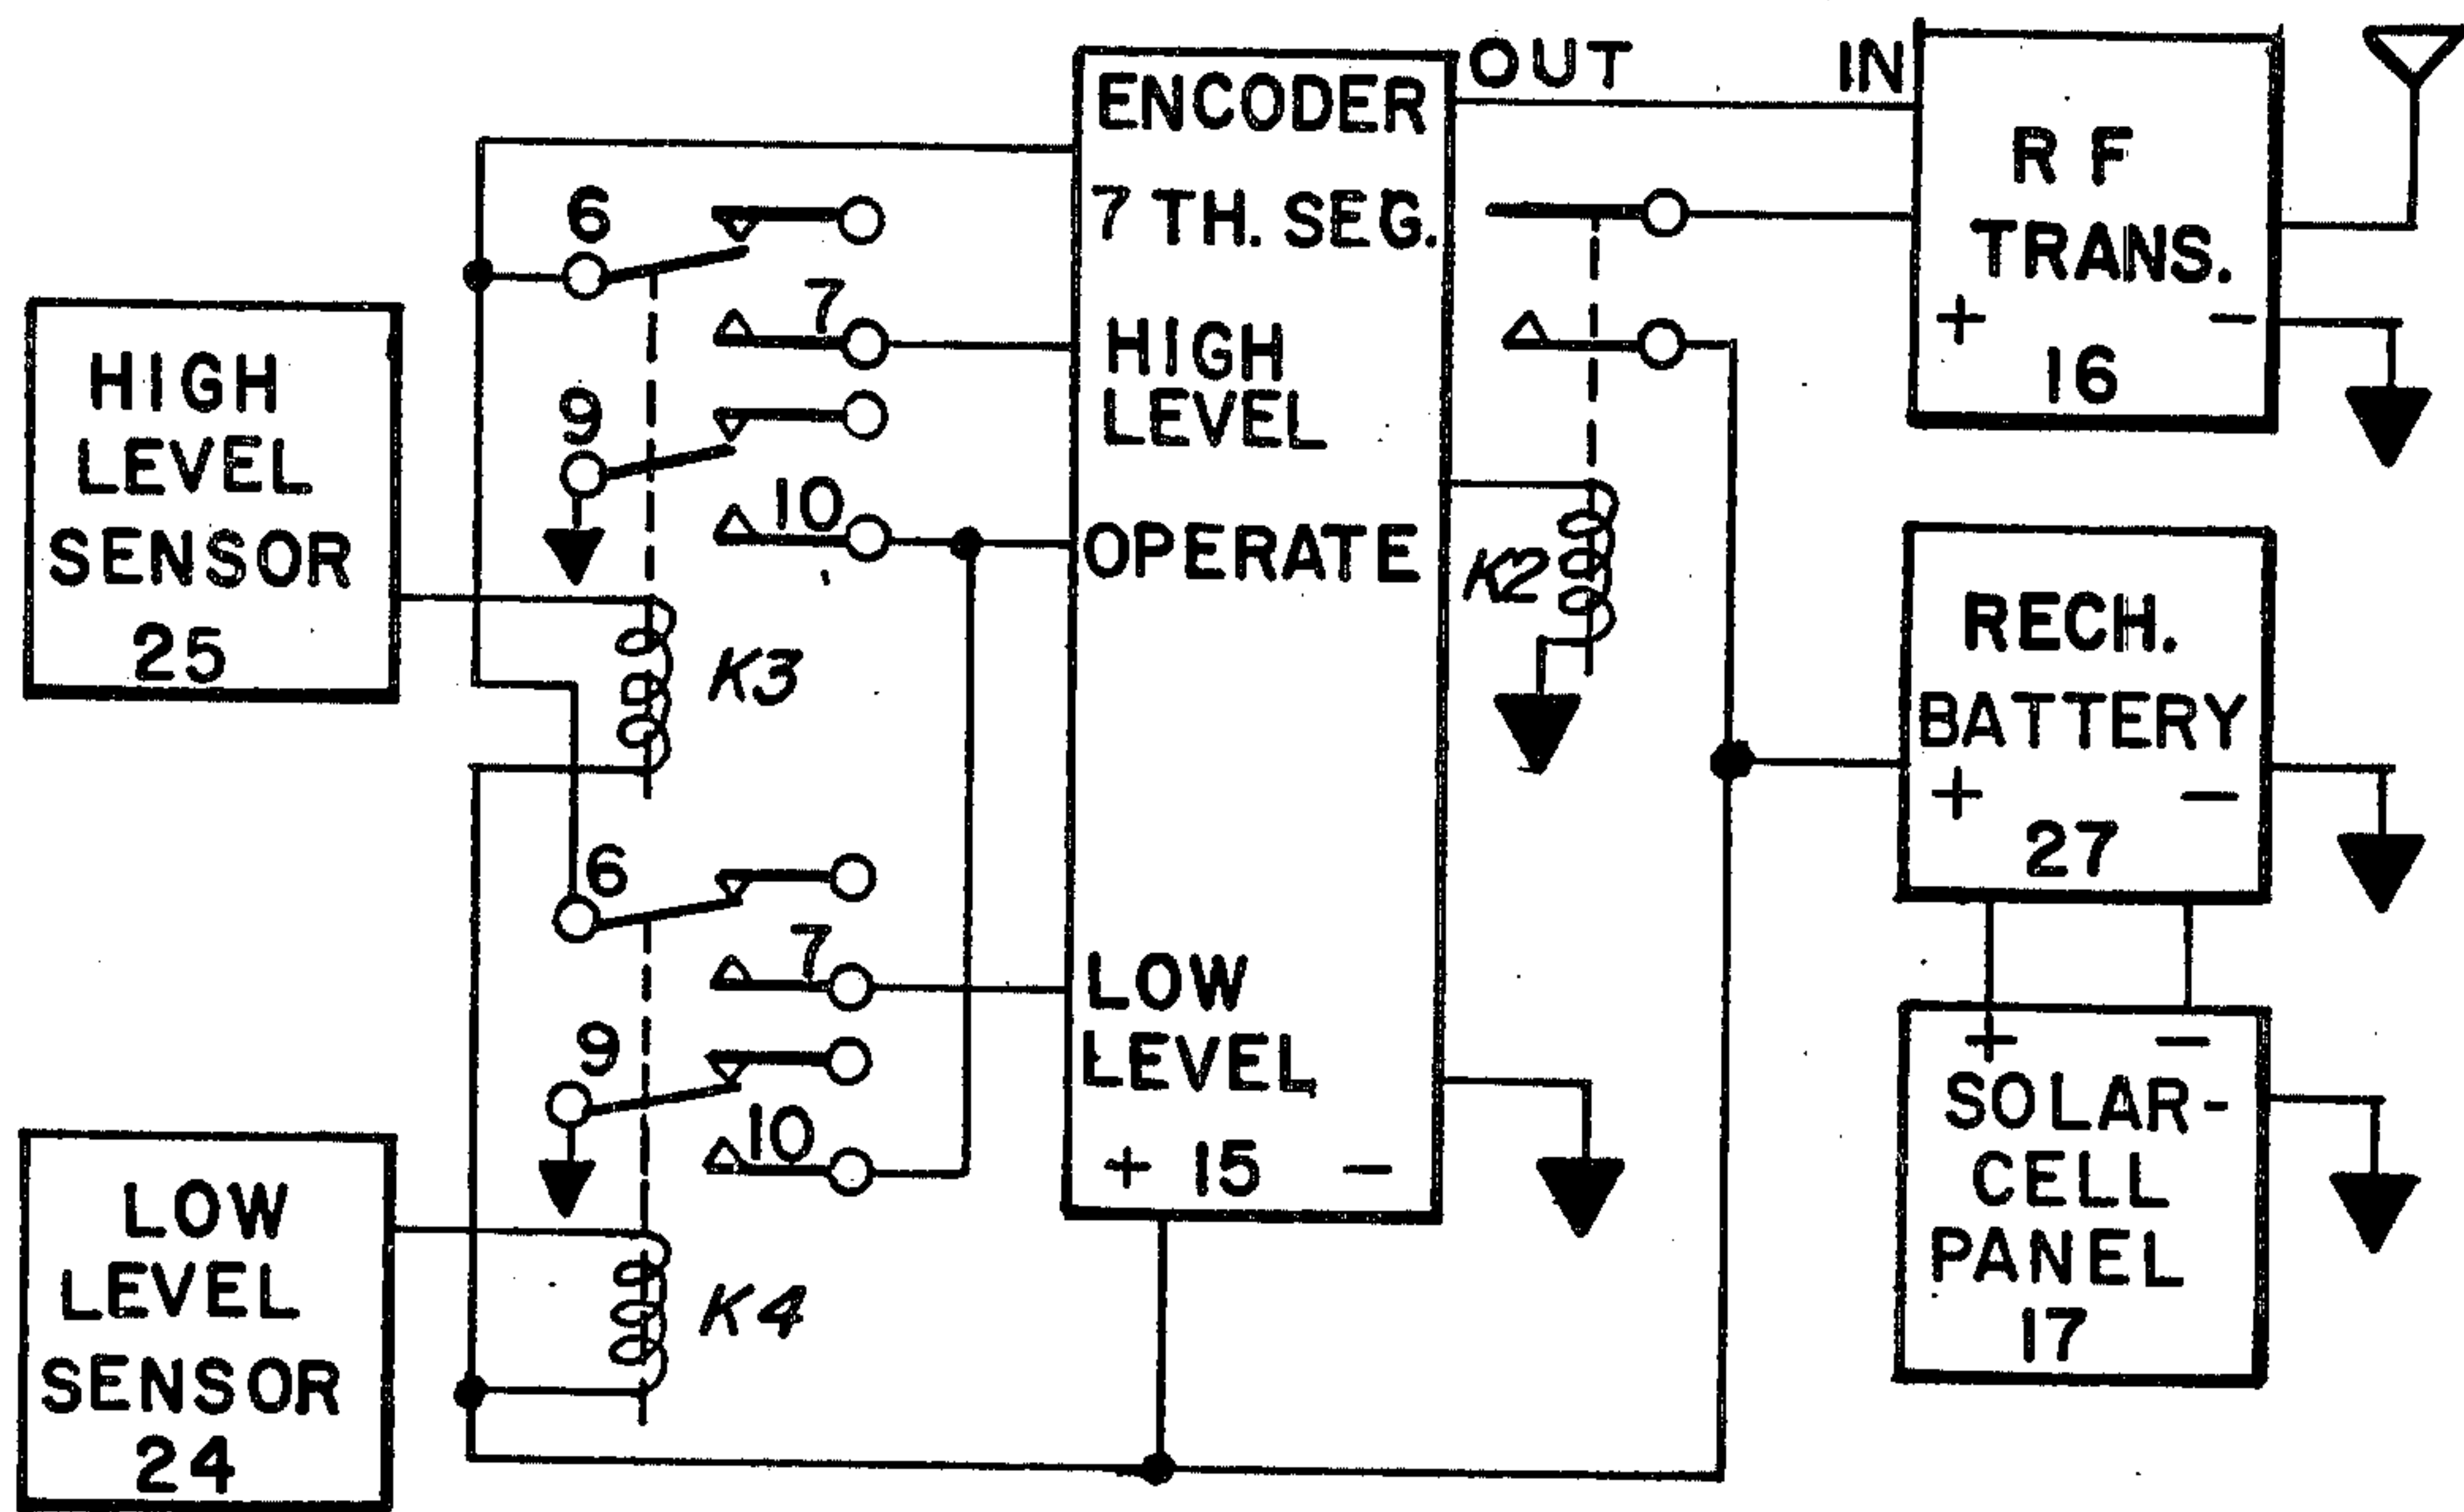 HIGH
LEVEL
SENSOR
25
LOW
LEVEL
SENSOR
24
6
7
9
10
K3
6
7
9
10
K4
ENCODER
7 TH. SEG.
HIGH
LEVEL
OPERATE
LOW
LEVEL
+ 15 −
OUT
IN
K2
RF
TRANS.
+ −
16
RECH.
BATTERY
+ −
27
+ −
SOLAR-
CELL
PANEL
17